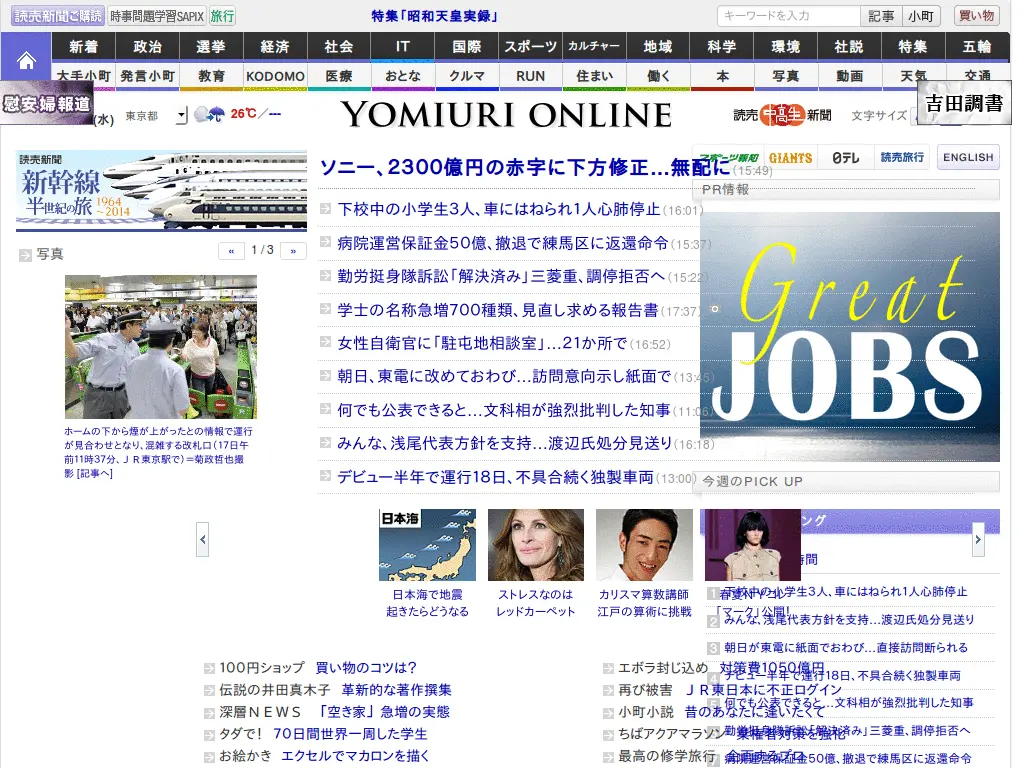 読売新聞ご購読 時事問題学習SAPIX 旅行 特集「昭和天皇実録」 キーワードを入力 記事 小町 買い物
新着 政治 選挙 経済 社会 IT 国際 スポーツ カルチャー 地域 科学 環境 社説 特集 五輪
大手小町 発言小町 教育 KODOMO 医療 おとな クルマ RUN 住まい 働く 本 写真 動画 天気 交通
慰安婦報道 吉田調書
(水) 東京都 26℃／--- YOMIURI ONLINE 読売中高生新聞 文字サイズ
スポーツ報知 GIANTS 日テレ 読売旅行 ENGLISH
読売新聞
新幹線
半世紀の旅 1964～2014
写真 « 1 / 3 »
ホームの下から煙が上がったとの情報で運行
が見合わせとなり、混雑する改札口（17日午
前11時37分、ＪＲ東京駅で）＝菊政哲也撮
影 [記事へ]
ソニー、2300億円の赤字に下方修正…無配に(15:49)
下校中の小学生3人、車にはねられ1人心肺停止(16:01)
病院運営保証金50億、撤退で練馬区に返還命令(15:37)
勤労挺身隊訴訟「解決済み」三菱重、調停拒否へ(15:22)
学士の名称急増700種類、見直し求める報告書(17:37)
女性自衛官に「駐屯地相談室」…21か所で(16:52)
朝日、東電に改めておわび…訪問意向示し紙面で(13:45)
何でも公表できると…文科相が強烈批判した知事(11:06)
みんな、浅尾代表方針を支持…渡辺氏処分見送り(16:18)
デビュー半年で運行18日、不具合続く独製車両(13:00)
PR情報
Great
JOBS
今週のPICK UP
日本海
日本海で地震
起きたらどうなる
ストレスなのは
レッドカーペット
カリスマ算数講師
江戸の算術に挑戦
「マーク」公開!
ング
時間
1 下校中の小学生3人、車にはねられ1人心肺停止
2 みんな、浅尾代表方針を支持…渡辺氏処分見送り
3 朝日が東電に紙面でおわび…直接訪問断られる
4 デビュー半年で運行18日、不具合続く独製車両
何でも公表できると…文科相が強烈批判した知事
勤労挺身隊訴訟「解決済み」三菱重、調停拒否へ
病院運営保証金50億、撤退で練馬区に返還命令
100円ショップ 買い物のコツは?
伝説の井田真木子 革新的な著作撰集
深層ＮＥＷＳ 「空き家」急増の実態
タダで! 70日間世界一周した学生
お絵かき エクセルでマカロンを描く
エボラ封じ込め 対策費1050億円
再び被害 ＪＲ東日本に不正ログイン
小町小説 昔のあなたに逢いたくて
ちばアクアマラソン
最高の修学旅行 企画するプロ